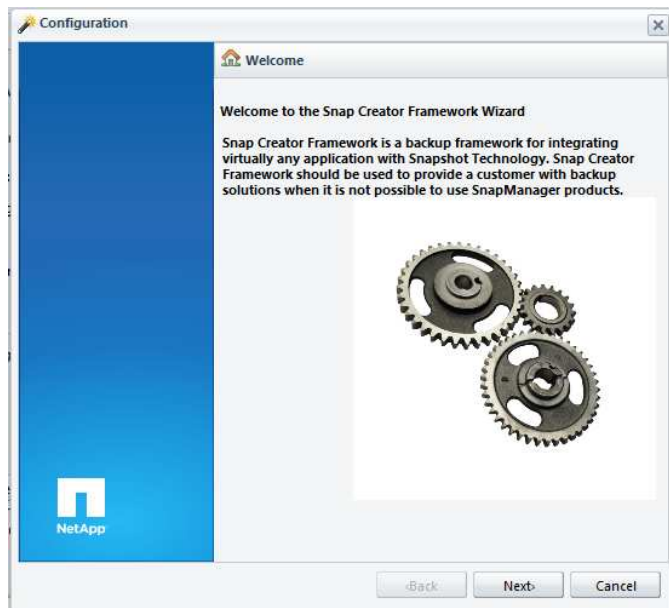 Configuration
Welcome
Welcome to the Snap Creator Framework Wizard
Snap Creator Framework is a backup framework for integrating
virtually any application with Snapshot Technology. Snap Creator
Framework should be used to provide a customer with backup
solutions when it is not possible to use SnapManager products.
NetApp
‹Back
Next›
Cancel